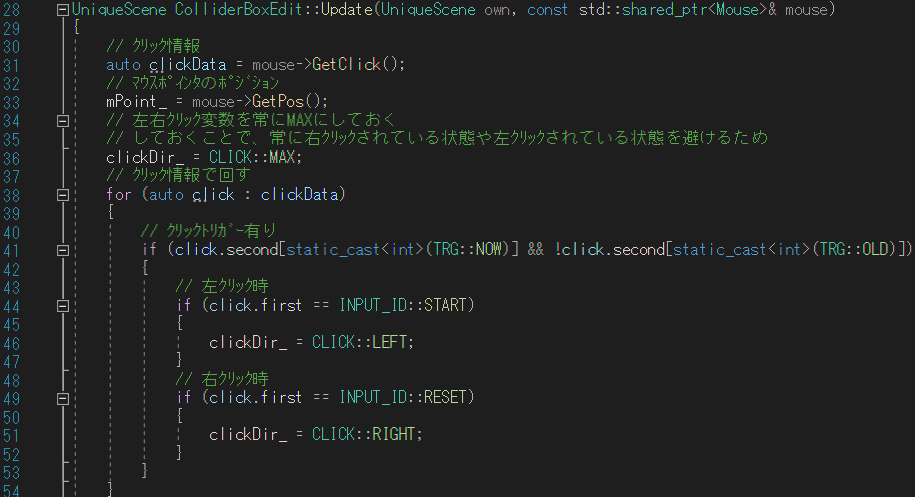 28 UniqueScene ColliderBoxEdit::Update(UniqueScene own, const std::shared_ptr<Mouse>& mouse)
29 {
30 // クリック情報
31 auto clickData = mouse->GetClick();
32 // マウスポインタのポジション
33 mPoint_ = mouse->GetPos();
34 // 左右クリック変数を常にMAXにしておく
35 // しておくことで、常に右クリックされている状態や左クリックされている状態を避けるため
36 clickDir_ = CLICK::MAX;
37 // クリック情報で回す
38 for (auto click : clickData)
39 {
40 // クリックトリガー有り
41 if (click.second[static_cast<int>(TRG::NOW)] && !click.second[static_cast<int>(TRG::OLD)])
42 {
43 // 左クリック時
44 if (click.first == INPUT_ID::START)
45 {
46 clickDir_ = CLICK::LEFT;
47 }
48 // 右クリック時
49 if (click.first == INPUT_ID::RESET)
50 {
51 clickDir_ = CLICK::RIGHT;
52 }
53 }
54 }